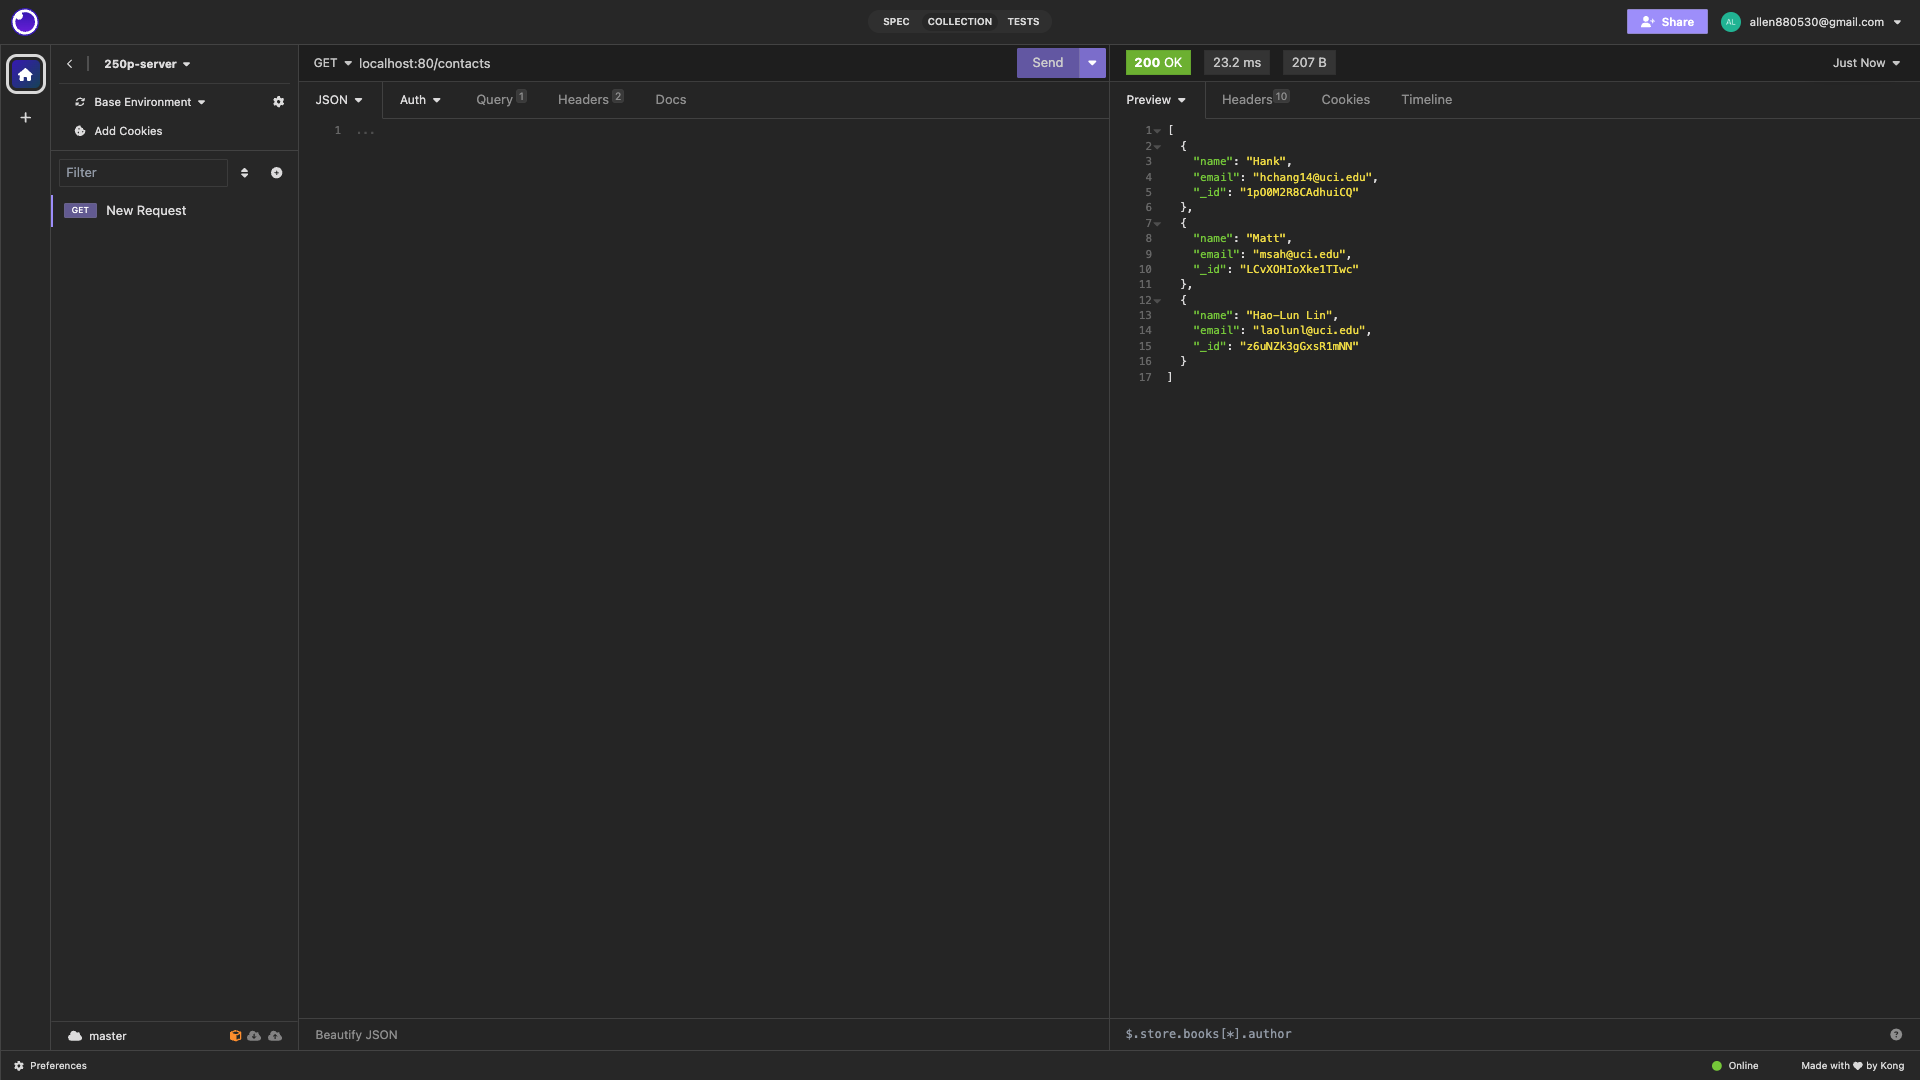 SPEC COLLECTION TESTS
Share
AL allen880530@gmail.com
250p-server
Base Environment
Add Cookies
Filter
GET New Request
master
Preferences
GET localhost:80/contacts Send
JSON Auth Query 1 Headers 2 Docs
1 ...
Beautify JSON
200 OK 23.2 ms 207 B Just Now
Preview Headers 10 Cookies Timeline
1 [
2 {
3 "name": "Hank",
4 "email": "hchang14@uci.edu",
5 "_id": "1pO0M2R8CAdhuiCQ"
6 },
7 {
8 "name": "Matt",
9 "email": "msah@uci.edu",
10 "_id": "LCvXOHIoXke1TIwc"
11 },
12 {
13 "name": "Hao-Lun Lin",
14 "email": "laolunl@uci.edu",
15 "_id": "z6uNZk3gGxsR1mNN"
16 }
17 ]
$.store.books[*].author
Online
Made with ♥ by Kong